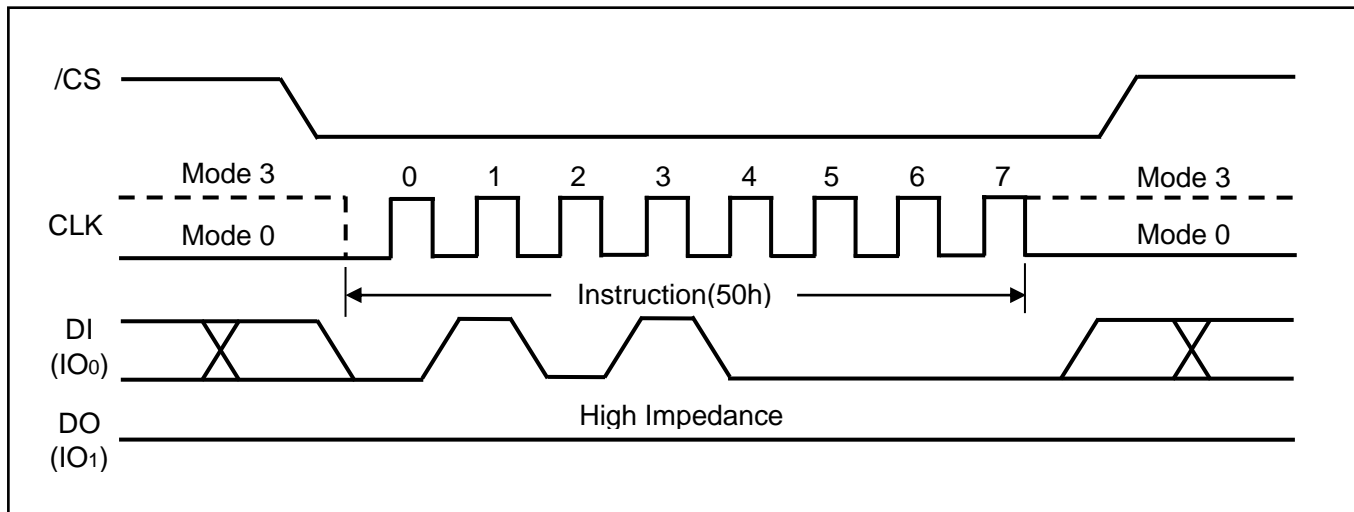 /CS
Mode 3
0 1 2 3 4 5 6 7
Mode 3
CLK
Mode 0
Mode 0
Instruction(50h)
DI
(IO0)
High Impedance
DO
(IO1)